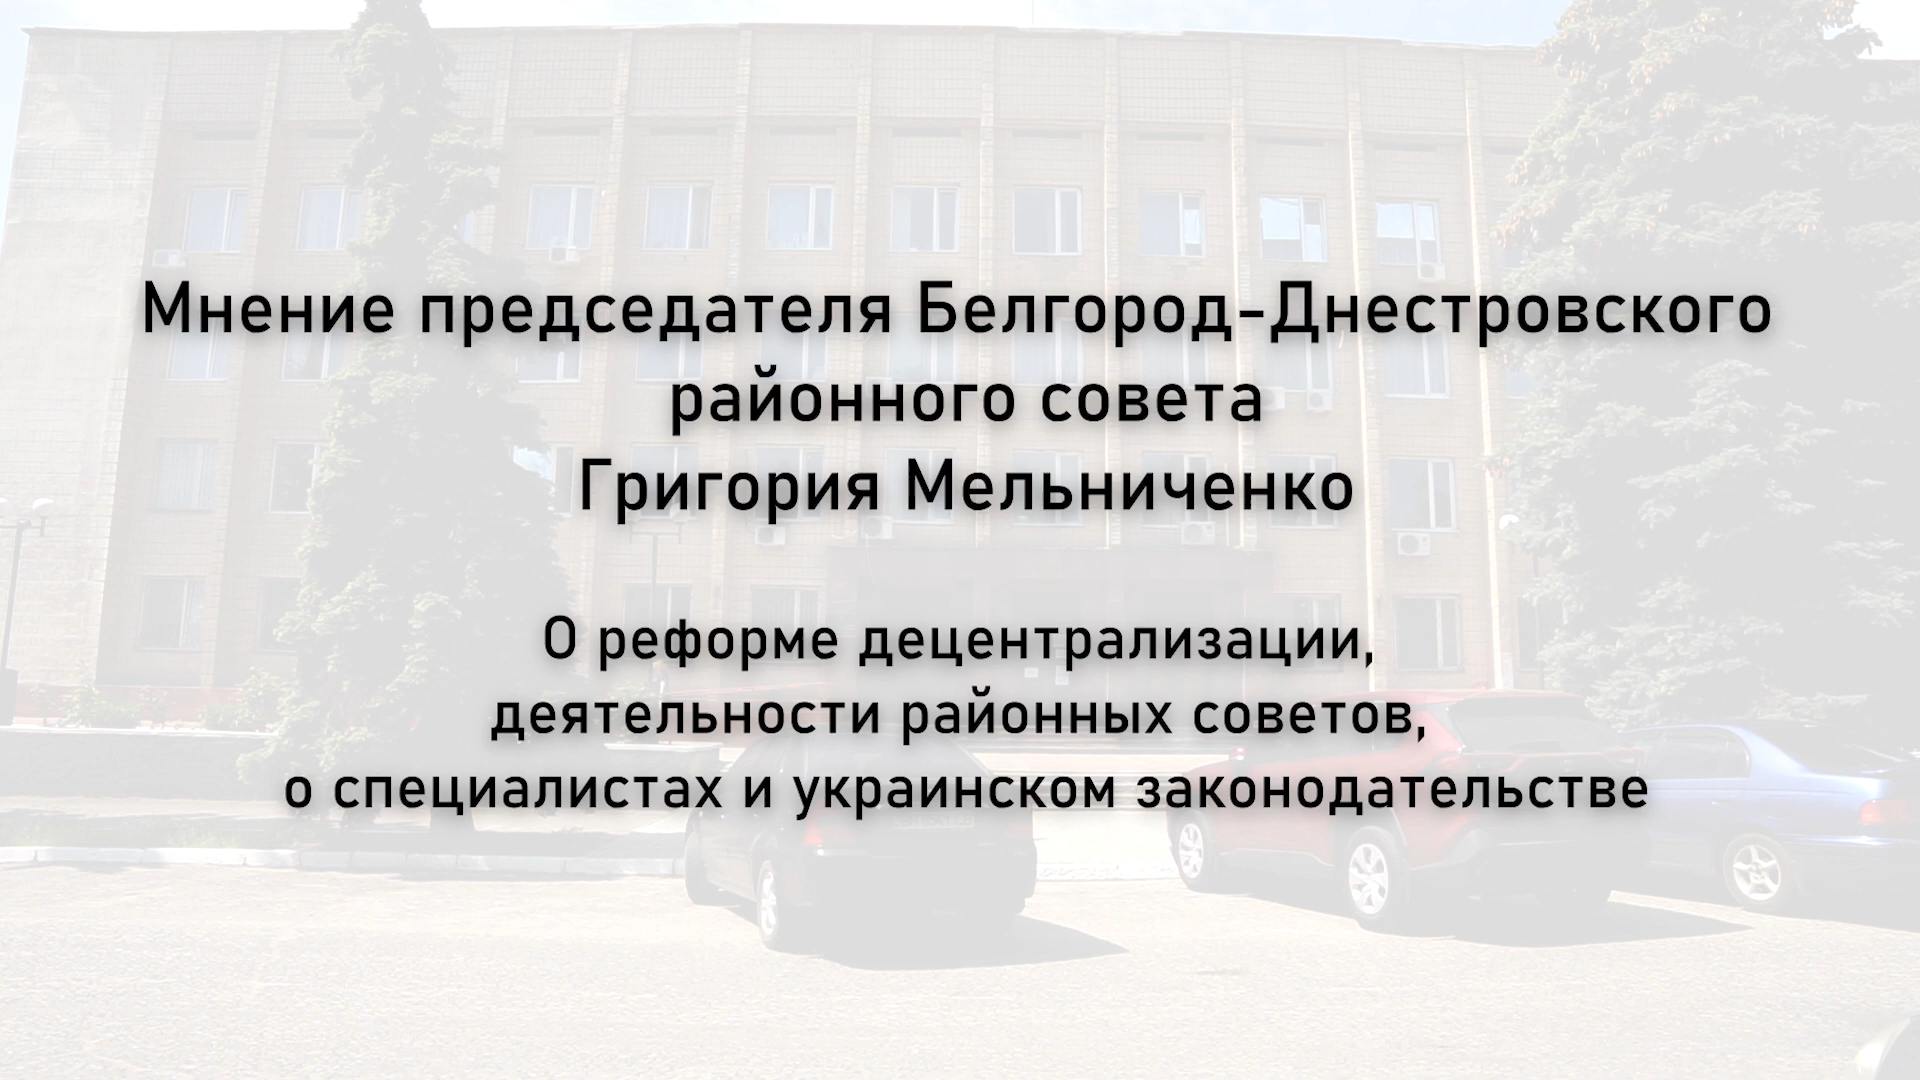 Мнение председателя Белгород-Днестровского
районного совета
Григория Мельниченко
О реформе децентрализации,
деятельности районных советов,
о специалистах и украинском законодательстве